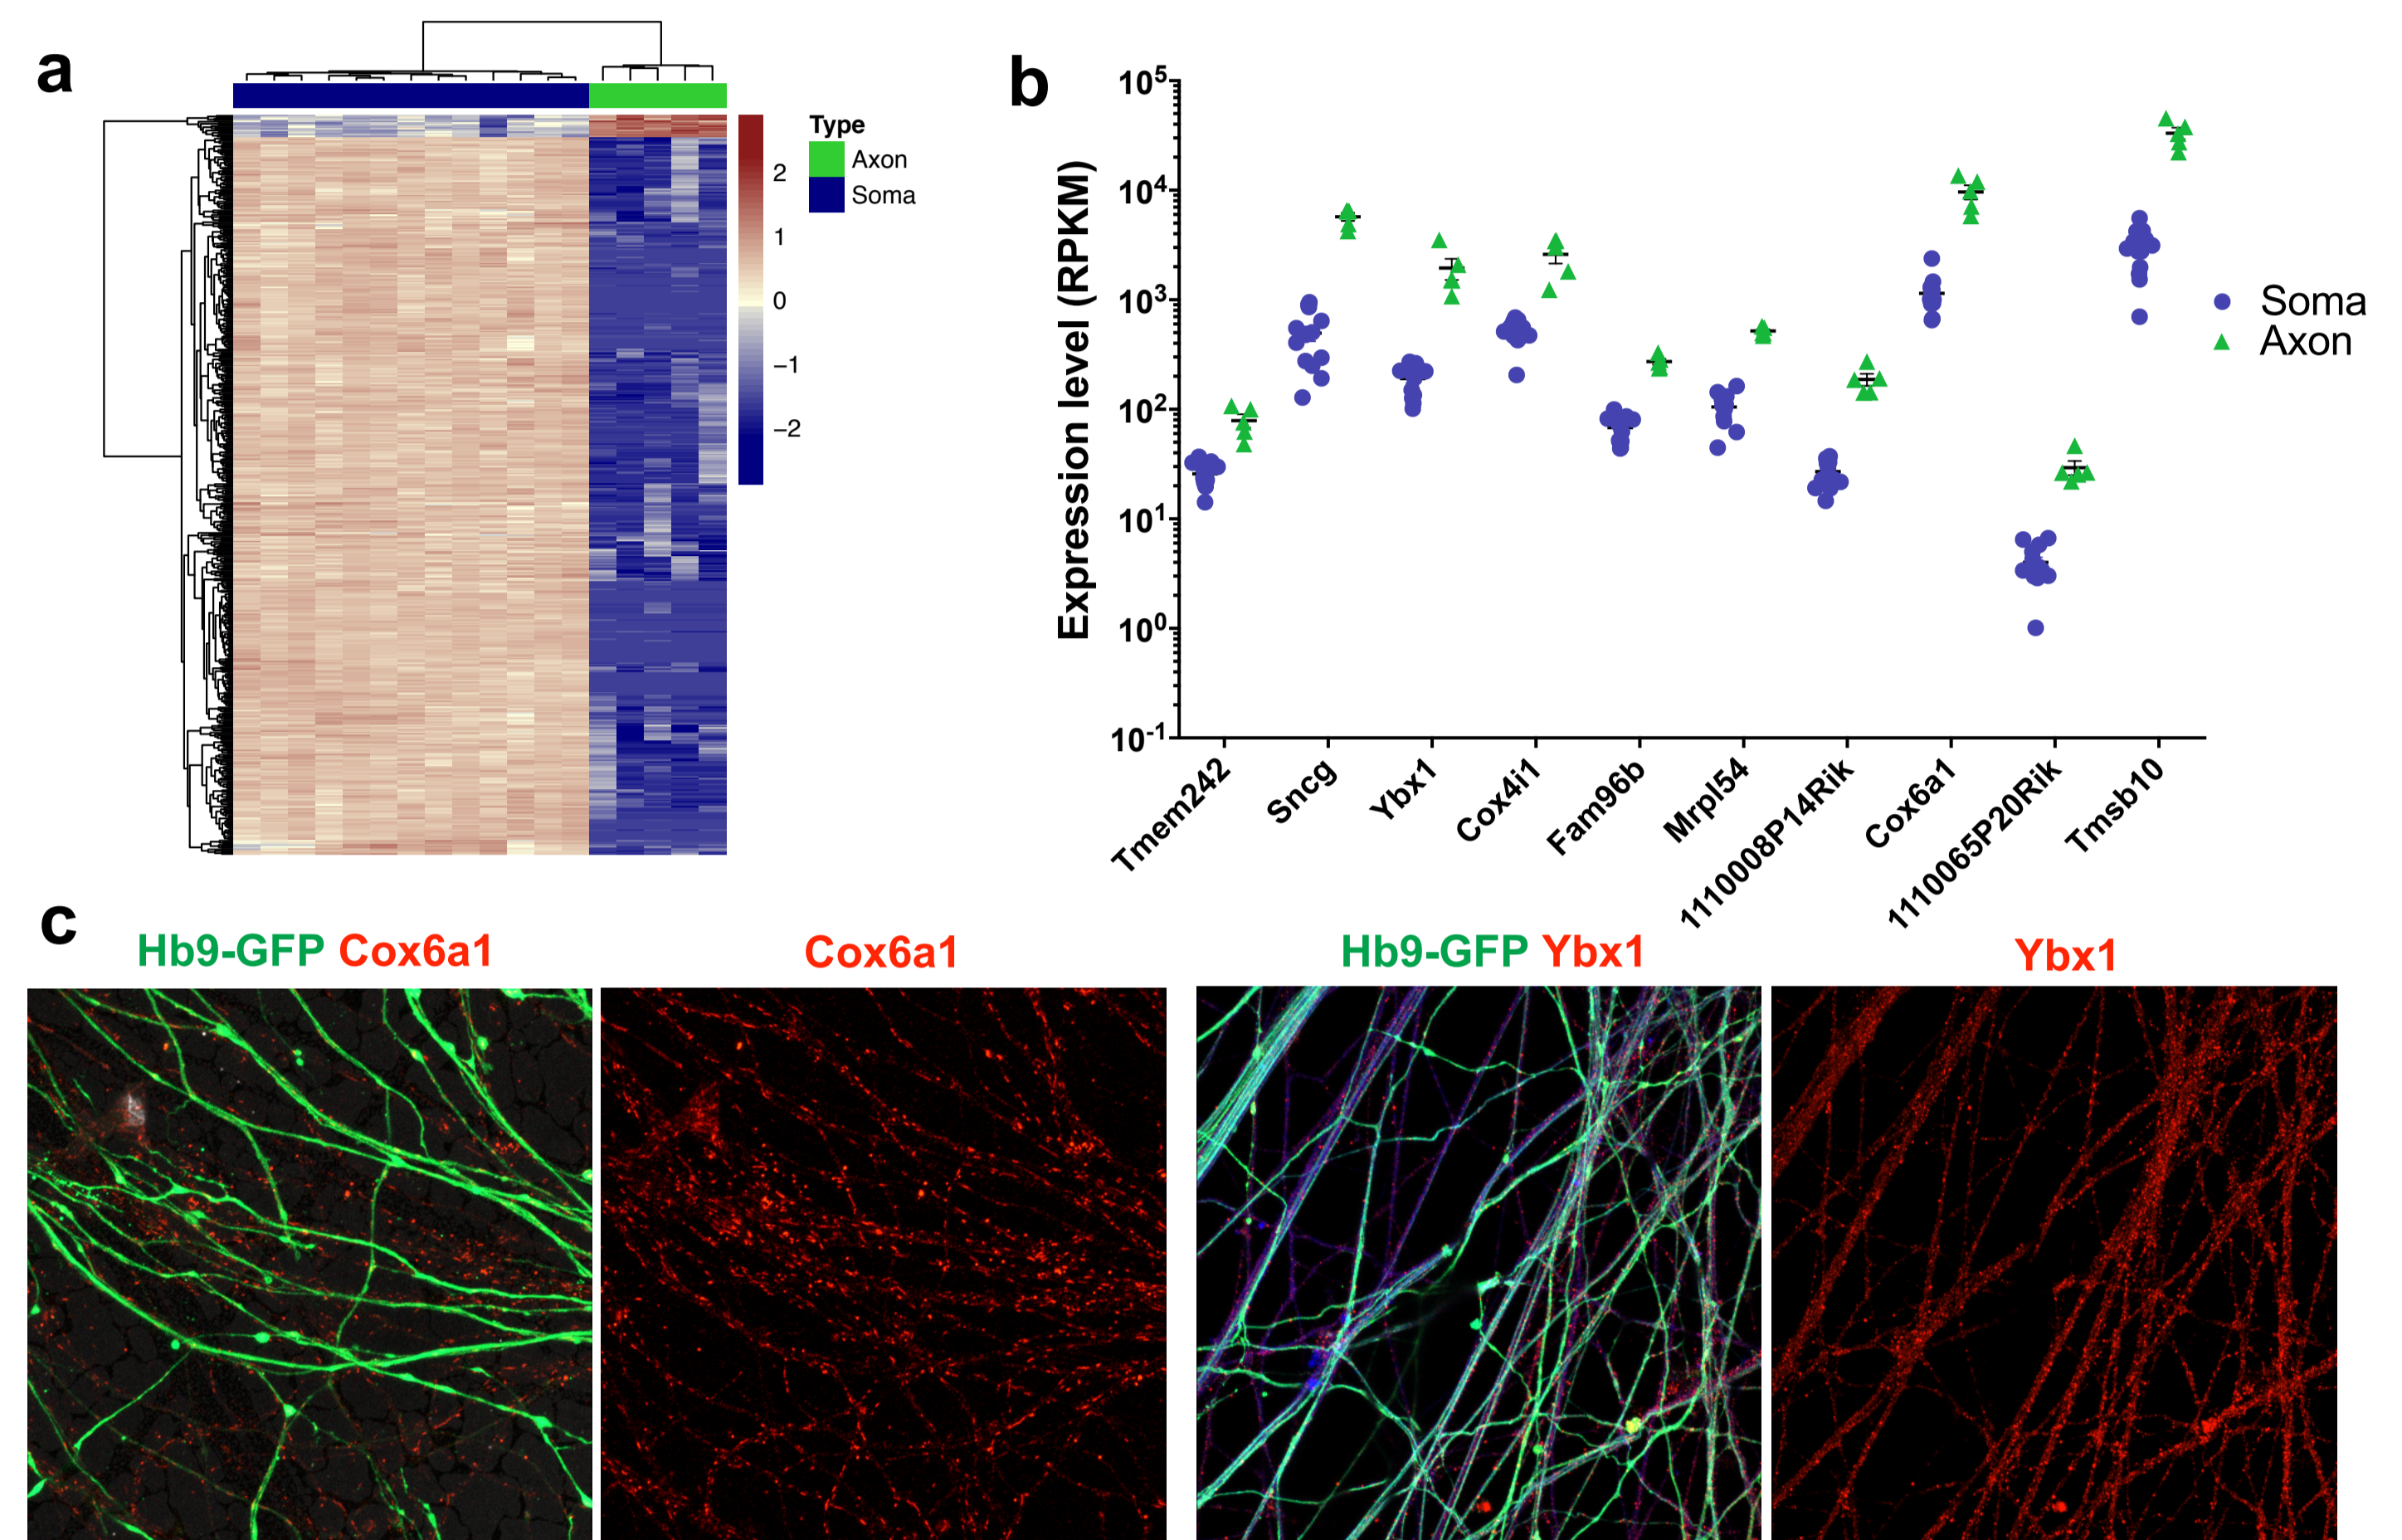 a
Type
Axon
Soma
2
1
0
−1
−2
b
Expression level (RPKM)
10^5
10^4
10^3
10^2
10^1
10^0
10^-1
Tmem242
Sncg
Ybx1
Cox4i1
Fam96b
Mrpl54
1110008P14Rik
Cox6a1
1110065P20Rik
Tmsb10
Soma
Axon
c
Hb9-GFP Cox6a1
Cox6a1
Hb9-GFP Ybx1
Ybx1